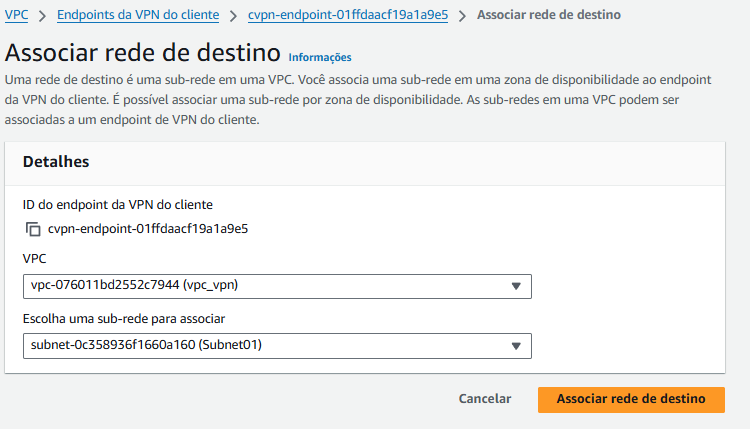 VPC > Endpoints da VPN do cliente > cvpn-endpoint-01ffdaacf19a1a9e5 > Associar rede de destino
Associar rede de destino Informações
Uma rede de destino é uma sub-rede em uma VPC. Você associa uma sub-rede em uma zona de disponibilidade ao endpoint
da VPN do cliente. É possível associar uma sub-rede por zona de disponibilidade. As sub-redes em uma VPC podem ser
associadas a um endpoint de VPN do cliente.
Detalhes
ID do endpoint da VPN do cliente
cvpn-endpoint-01ffdaacf19a1a9e5
VPC
vpc-076011bd2552c7944 (vpc_vpn)
Escolha uma sub-rede para associar
subnet-0c358936f1660a160 (Subnet01)
Cancelar Associar rede de destino